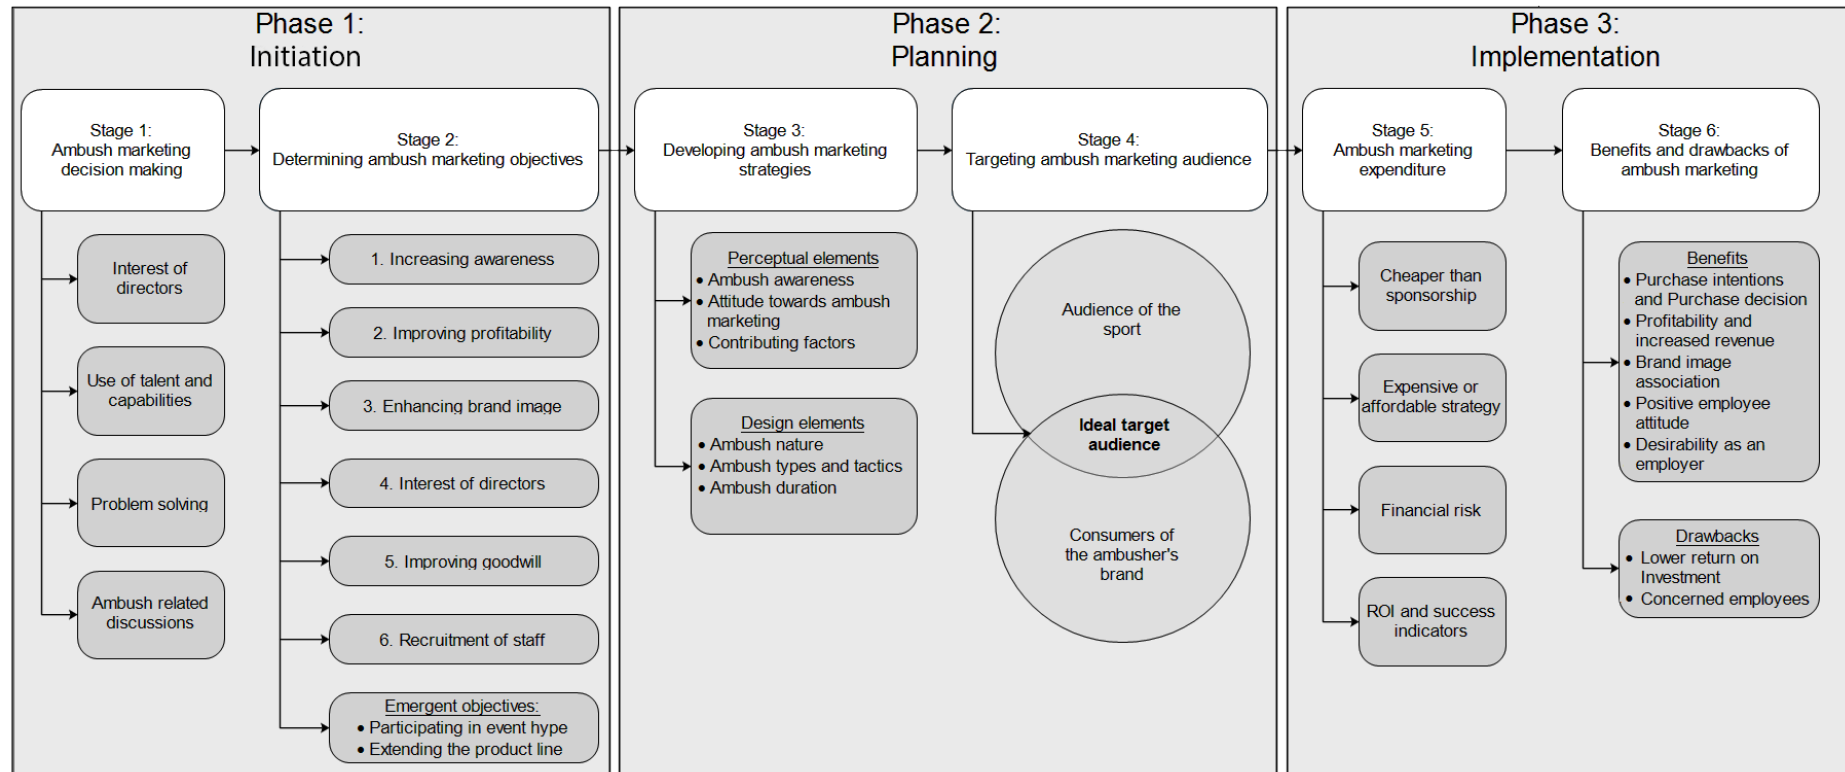 Phase 1:
Initiation
Stage 1:
Ambush marketing
decision making
Interest of
directors
Use of talent and
capabilities
Problem solving
Ambush related
discussions
Stage 2:
Determining ambush marketing objectives
1. Increasing awareness
2. Improving profitability
3. Enhancing brand image
4. Interest of directors
5. Improving goodwill
6. Recruitment of staff
Emergent objectives:
• Participating in event hype
• Extending the product line
Phase 2:
Planning
Stage 3:
Developing ambush marketing
strategies
Perceptual elements
• Ambush awareness
• Attitude towards ambush
marketing
• Contributing factors
Design elements
• Ambush nature
• Ambush types and tactics
• Ambush duration
Stage 4:
Targeting ambush marketing audience
Audience of the
sport
Ideal target
audience
Consumers of
the ambusher's
brand
Phase 3:
Implementation
Stage 5:
Ambush marketing
expenditure
Cheaper than
sponsorship
Expensive or
affordable strategy
Financial risk
ROI and success
indicators
Stage 6:
Benefits and drawbacks of
ambush marketing
Benefits
• Purchase intentions
and Purchase decision
• Profitability and
increased revenue
• Brand image
association
• Positive employee
attitude
• Desirability as an
employer
Drawbacks
• Lower return on
Investment
• Concerned employees